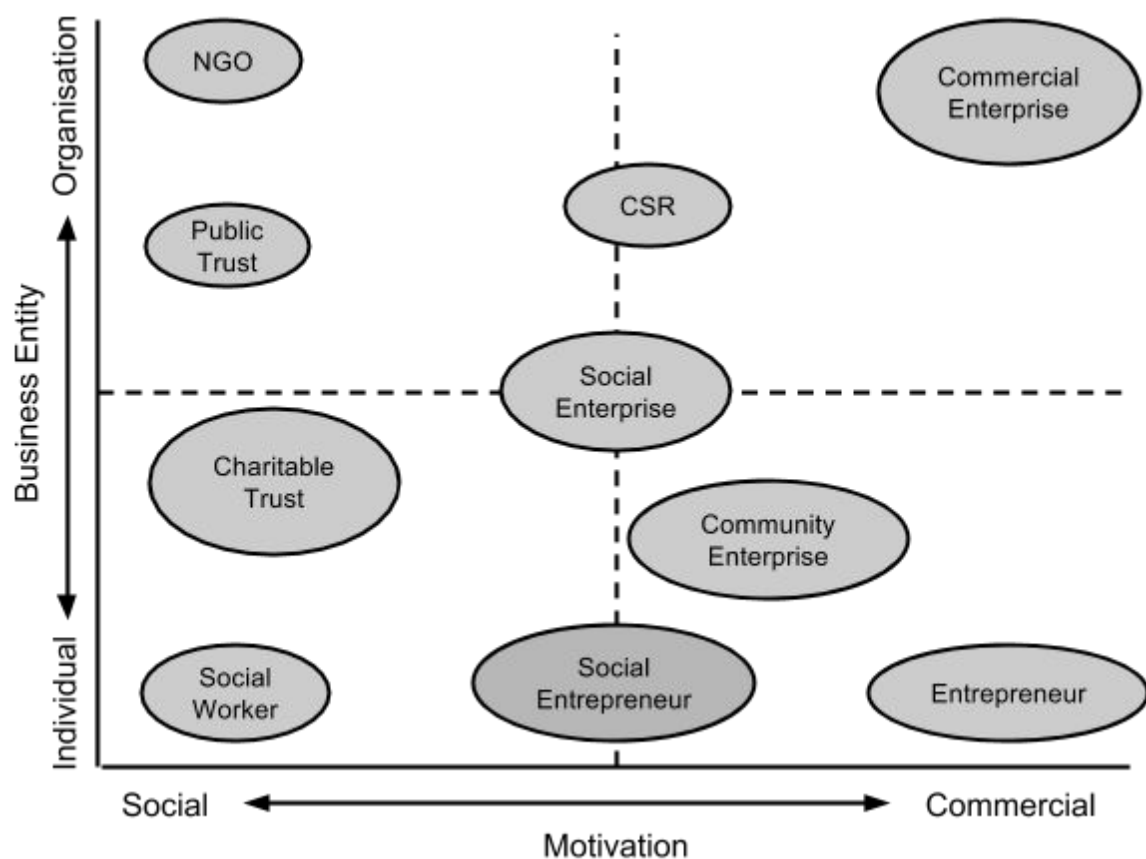 Organisation
NGO
Commercial
Enterprise
CSR
Public
Trust
Business Entity
Social
Enterprise
Charitable
Trust
Community
Enterprise
Individual
Social
Worker
Social
Entrepreneur
Entrepreneur
Social
Commercial
Motivation